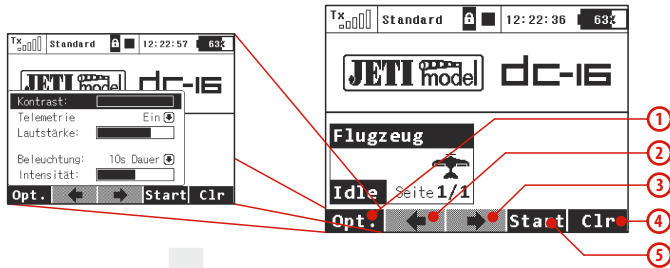 Tx Standard 12:22:57 63%
JETI model dc-16
Kontrast:
Telemetrie Ein
Lautstärke:
Beleuchtung: 10s Dauer
Intensität:
Opt. Start Clr
Tx Standard 12:22:36 63%
JETI model dc-16
Flugzeug
Idle Seite 1/1
Opt. Start Clr
1
2
3
4
5